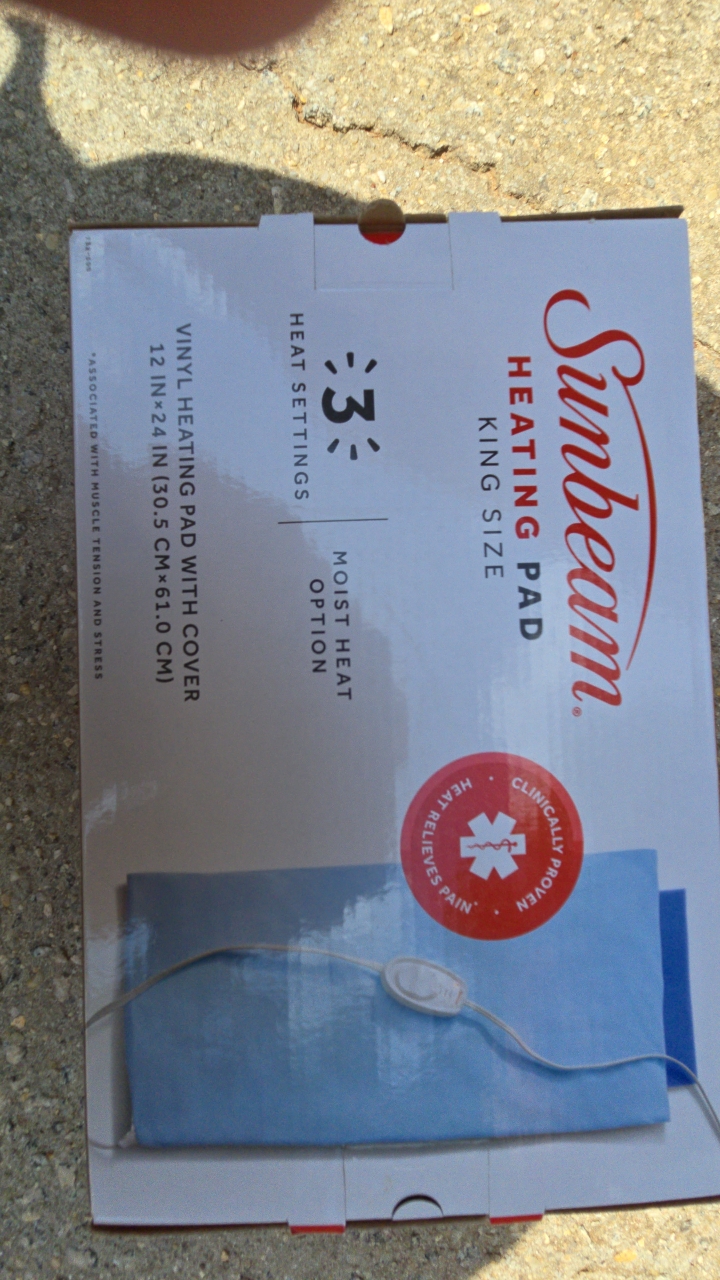 Sunbeam®
HEATING PAD
KING SIZE
3
HEAT SETTINGS
MOIST HEAT
OPTION
VINYL HEATING PAD WITH COVER
12 IN×24 IN (30.5 CM×61.0 CM)
*ASSOCIATED WITH MUSCLE TENSION AND STRESS
CLINICALLY PROVEN
HEAT RELIEVES PAIN*